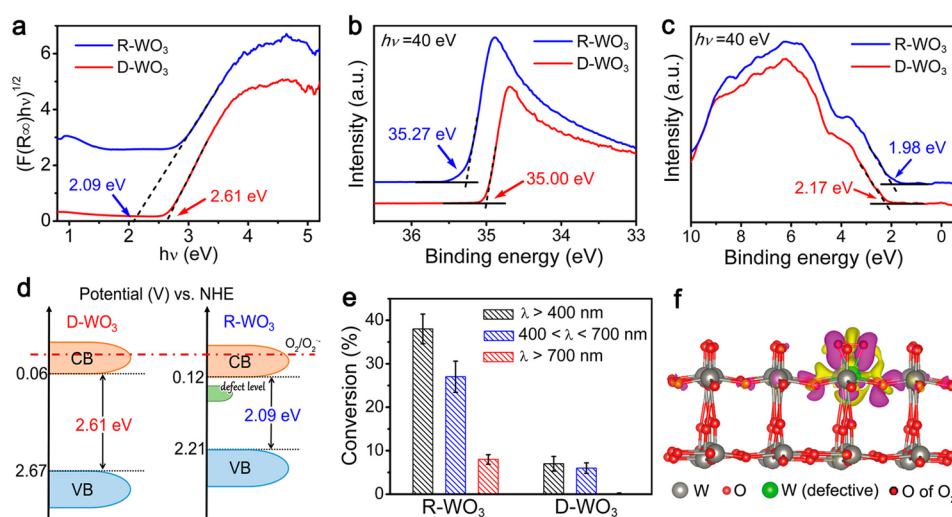 a
R-WO₃
D-WO₃
(F(R∞)hν)^1/2
6
4
2
0
2.09 eV
2.61 eV
1
2
3
4
5
hν (eV)
b
hν =40 eV
R-WO₃
D-WO₃
Intensity (a.u.)
35.27 eV
35.00 eV
36
35
34
33
Binding energy (eV)
c
hν =40 eV
R-WO₃
D-WO₃
Intensity (a.u.)
1.98 eV
2.17 eV
10
8
6
4
2
0
Binding energy (eV)
d
Potential (V) vs. NHE
D-WO₃
R-WO₃
O₂/O₂⁻·
CB
CB
0.06
0.12
defect level
2.61 eV
2.09 eV
2.21
2.67
VB
VB
e
λ > 400 nm
400 < λ < 700 nm
λ > 700 nm
Conversion (%)
40
30
20
10
0
R-WO₃
D-WO₃
f
W
O
W (defective)
O of O₂